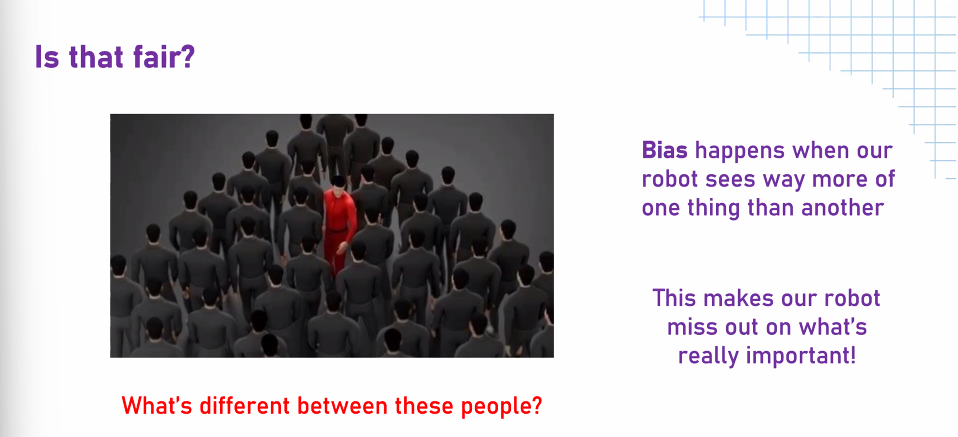 Is that fair?
Bias happens when our
robot sees way more of
one thing than another
This makes our robot
miss out on what's
really important!
What's different between these people?